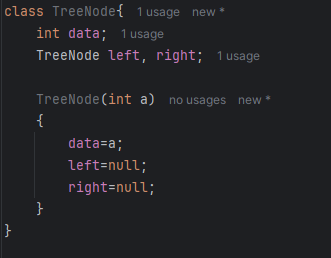 class TreeNode{ 1 usage new *
int data; 1 usage
TreeNode left, right; 1 usage
TreeNode(int a) no usages new *
{
data=a;
left=null;
right=null;
}
}